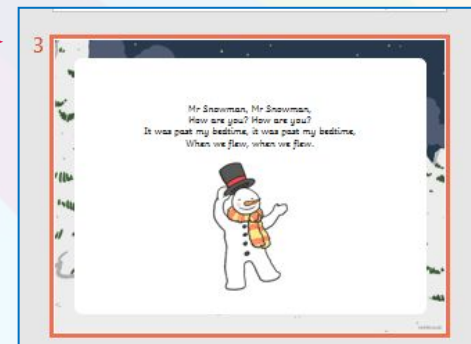 3
Mr Snowman, Mr Snowman,
How are you? How are you?
It was past my bedtime, it was past my bedtime,
When we flew, when we flew.